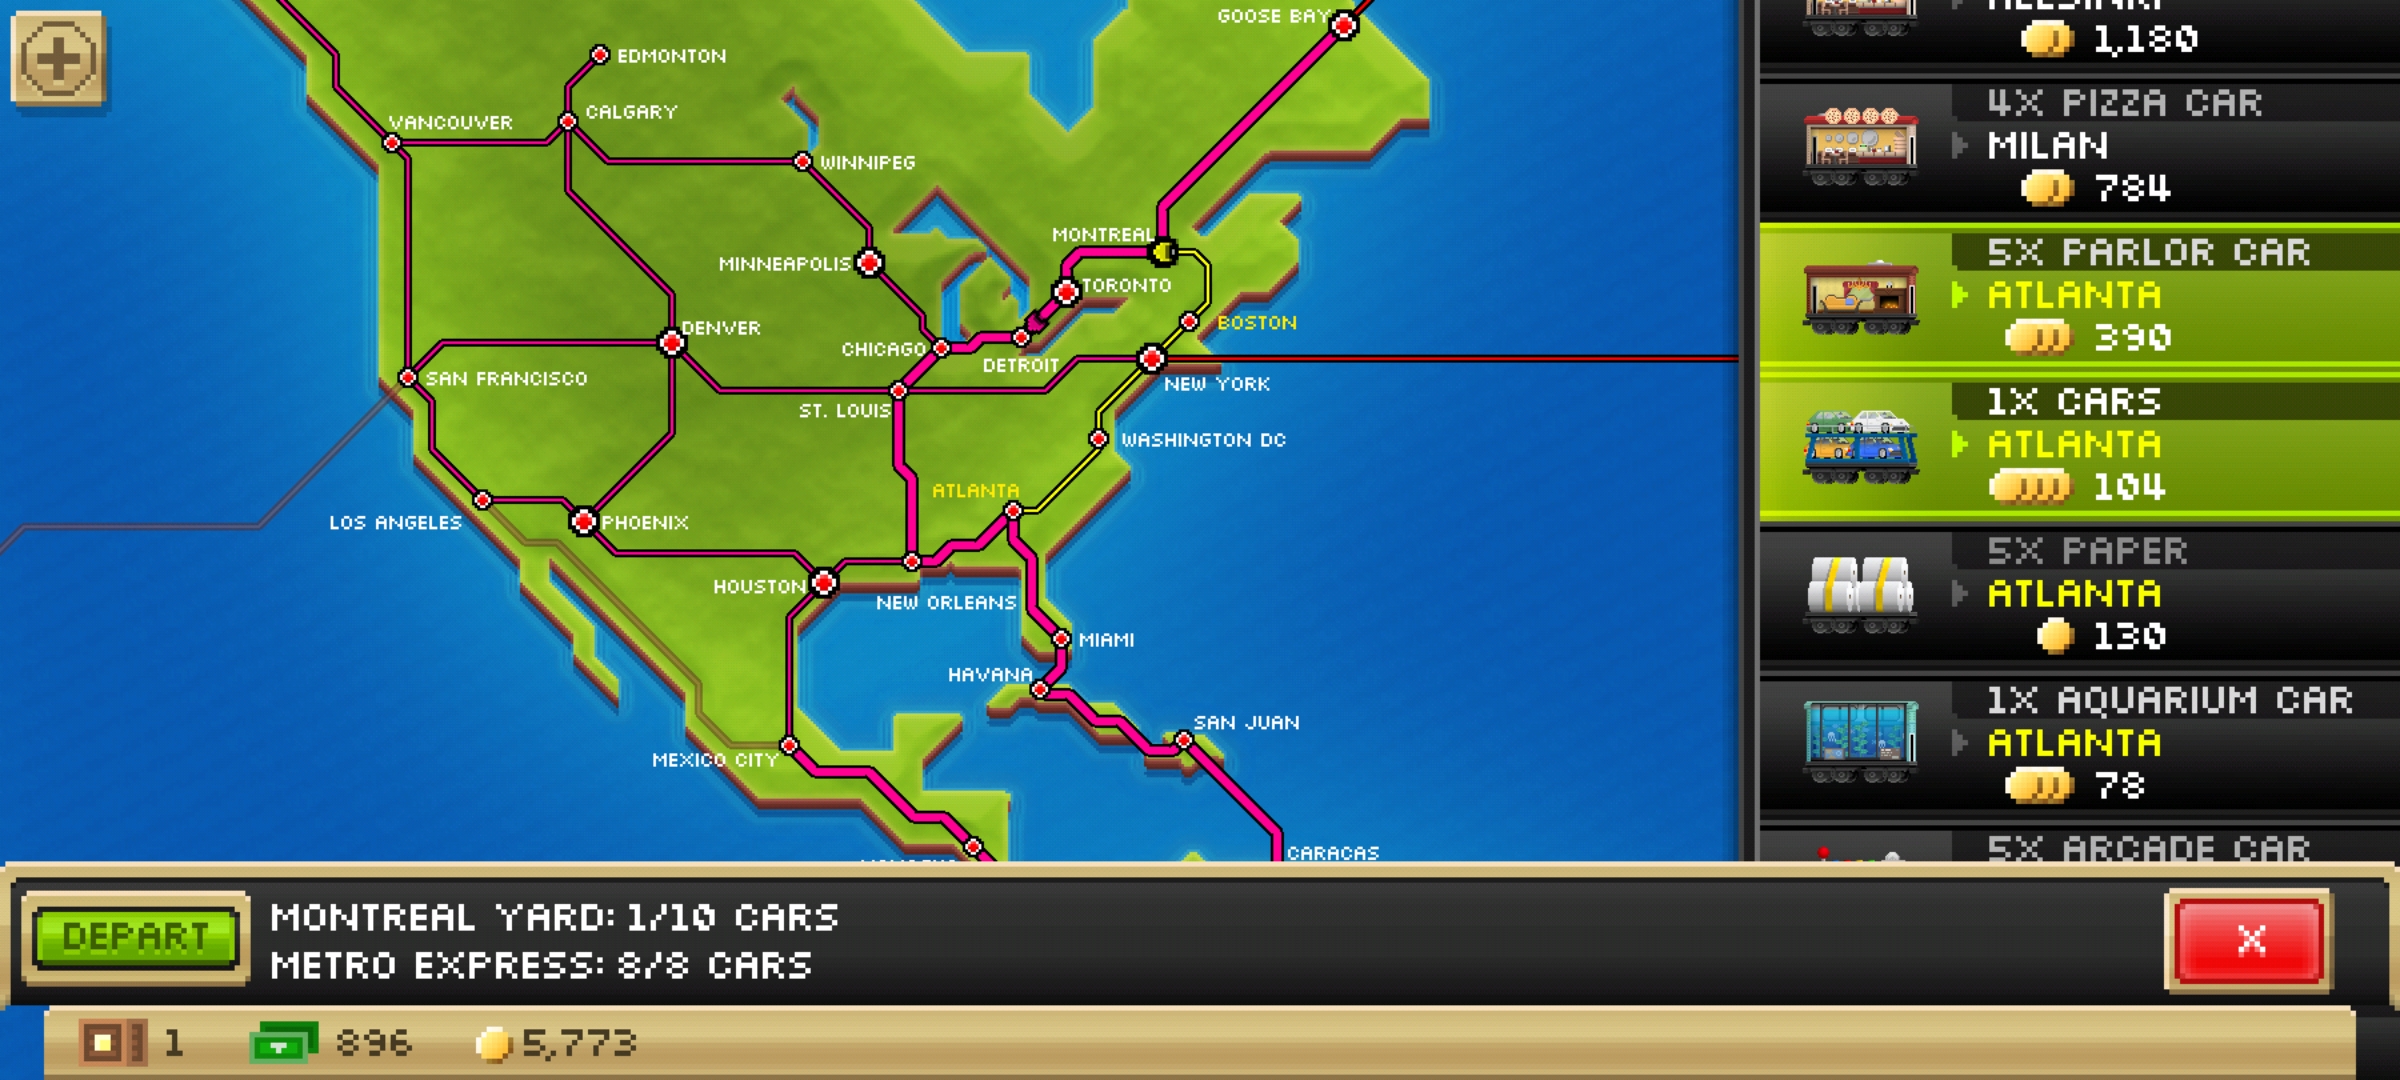 GOOSE BAY
EDMONTON
CALGARY
VANCOUVER
WINNIPEG
MONTREAL
MINNEAPOLIS
TORONTO
BOSTON
DENVER
CHICAGO
DETROIT
SAN FRANCISCO
NEW YORK
ST. LOUIS
WASHINGTON DC
ATLANTA
LOS ANGELES
PHOENIX
HOUSTON
NEW ORLEANS
MIAMI
HAVANA
SAN JUAN
MEXICO CITY
CARACAS
HELSINKI
1,180
4X PIZZA CAR
MILAN
784
5X PARLOR CAR
ATLANTA
390
1X CARS
ATLANTA
104
5X PAPER
ATLANTA
130
1X AQUARIUM CAR
ATLANTA
78
5X ARCADE CAR
DEPART
MONTREAL YARD: 1/10 CARS
METRO EXPRESS: 8/8 CARS
X
1
896
5,773